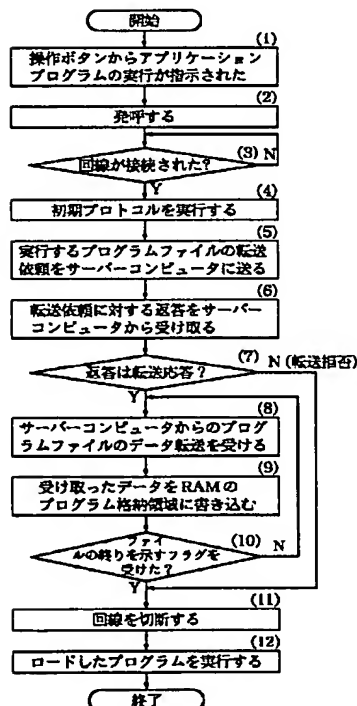 開始
(1)
操作ボタンからアプリケーション
プログラムの実行が指示された
(2)
発呼する
(3) N
回線が接続された?
Y
(4)
初期プロトコルを実行する
(5)
実行するプログラムファイルの転送
依頼をサーバーコンピュータに送る
(6)
転送依頼に対する返答をサーバー
コンピュータから受け取る
(7)
N (転送拒否)
返答は転送応答?
Y
(8)
サーバーコンピュータからのプログ
ラムファイルのデータ転送を受ける
(9)
受け取ったデータをRAMの
プログラム格納領域に書き込む
(10)
N
ファイ
ルの終りを示すフラグを
受けた?
Y
(11)
回線を切断する
(12)
ロードしたプログラムを実行する
終了